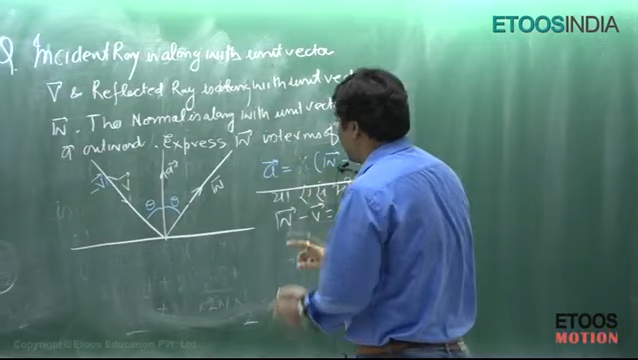 ETOOSINDIA
Q. Incident Ray is along with unit vector
v & Reflected Ray is along with unit vect
w. The Normal is along with unit vect
a outward. Express w in terms of
a = (w
a
v
v
w
θ θ
w - v =
Copyright © Etoos Education Pvt. Ltd.
ETOOS
MOTION